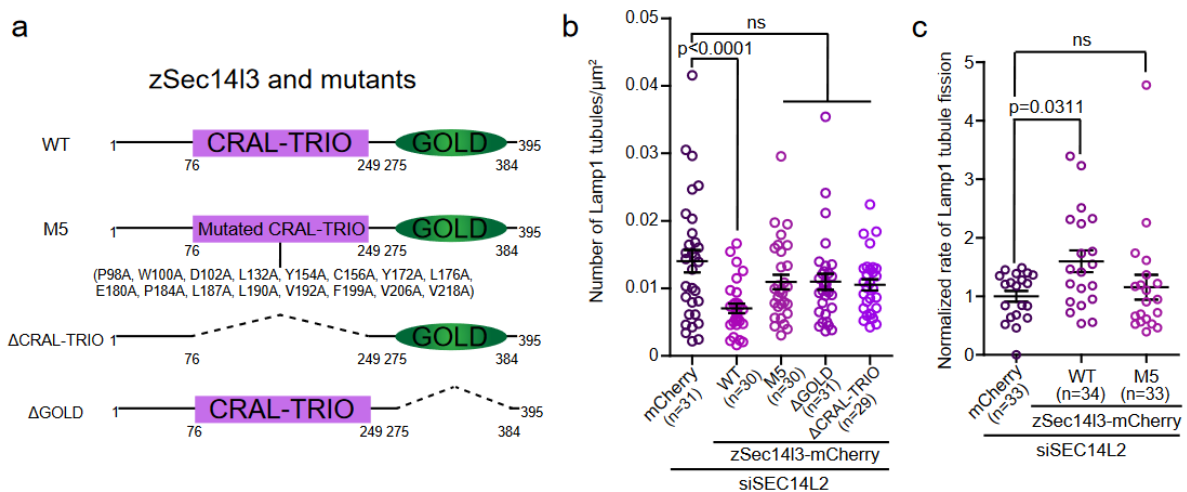 a
zSec14l3 and mutants
WT
1
CRAL-TRIO
GOLD
395
76
249
275
384
M5
1
Mutated CRAL-TRIO
GOLD
395
76
249
275
384
(P98A, W100A, D102A, L132A, Y154A, C156A, Y172A, L176A,
E180A, P184A, L187A, L190A, V192A, F199A, V206A, V218A)
ΔCRAL-TRIO
1
GOLD
395
76
249
275
384
ΔGOLD
1
CRAL-TRIO
395
76
249
275
384
b
Number of Lamp1 tubules/μm²
0.05
0.04
0.03
0.02
0.01
0
ns
p<0.0001
mCherry
(n=31)
WT
(n=30)
M5
(n=30)
ΔGOLD
(n=31)
ΔCRAL-TRIO
(n=29)
zSec14l3-mCherry
siSEC14L2
c
Normalized rate of Lamp1 tubule fission
5
4
3
2
1
0
ns
p=0.0311
mCherry
(n=33)
WT
(n=34)
M5
(n=33)
zSec14l3-mCherry
siSEC14L2